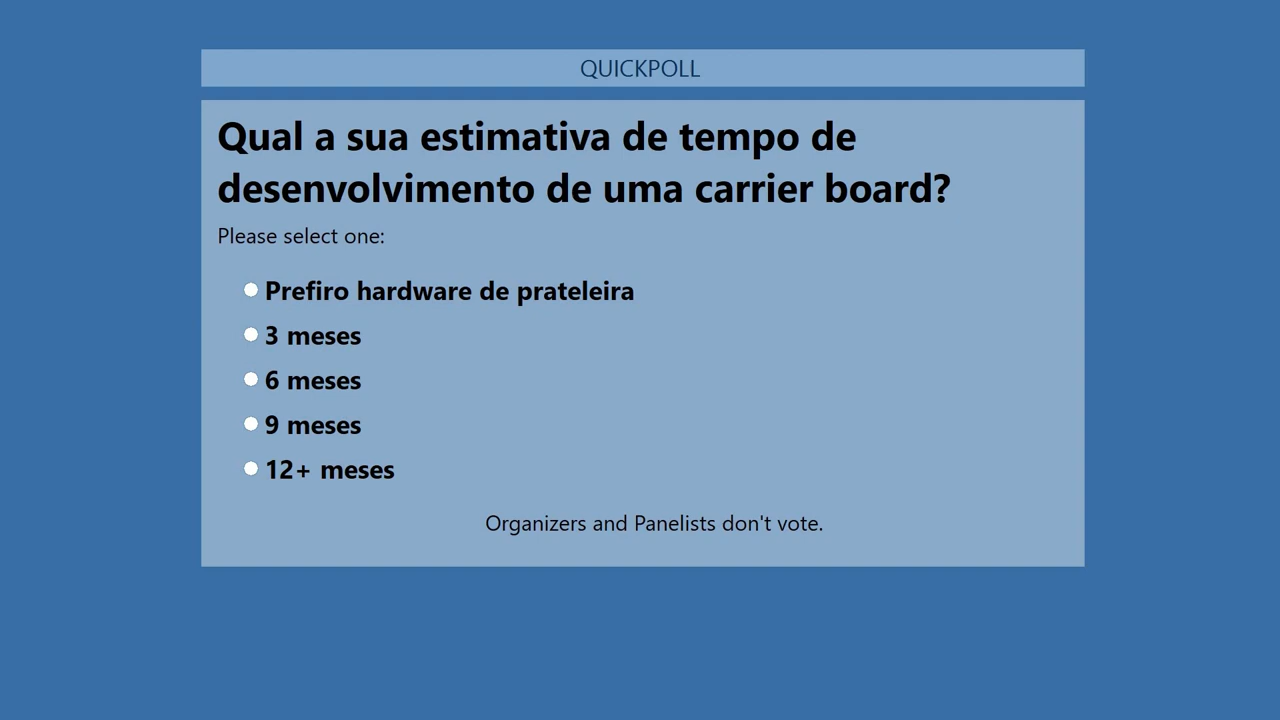 QUICKPOLL
Qual a sua estimativa de tempo de
desenvolvimento de uma carrier board?
Please select one:
Prefiro hardware de prateleira
3 meses
6 meses
9 meses
12+ meses
Organizers and Panelists don't vote.